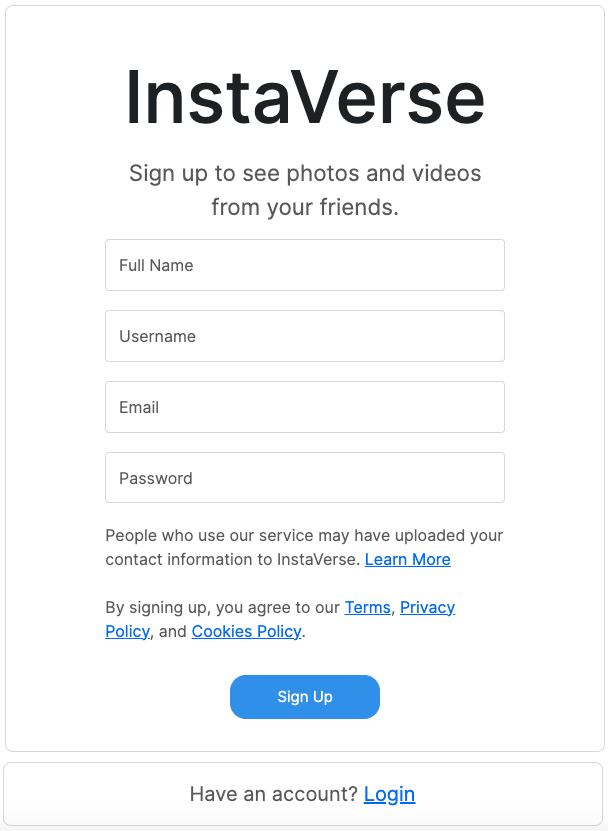 InstaVerse
Sign up to see photos and videos
from your friends.
Full Name
Username
Email
Password
People who use our service may have uploaded your
contact information to InstaVerse. Learn More
By signing up, you agree to our Terms, Privacy
Policy, and Cookies Policy.
Sign Up
Have an account? Login